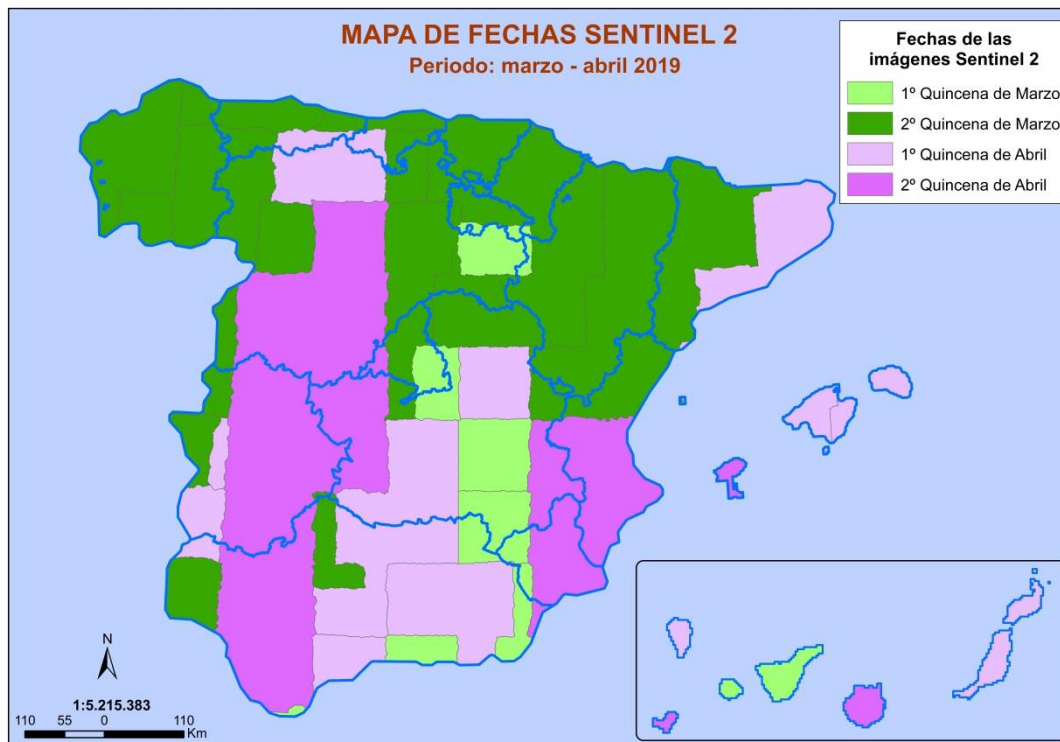 MAPA DE FECHAS SENTINEL 2
Periodo: marzo - abril 2019
Fechas de las
imágenes Sentinel 2
1º Quincena de Marzo
2º Quincena de Marzo
1º Quincena de Abril
2º Quincena de Abril
N
1:5.215.383
110 55 0 110
Km